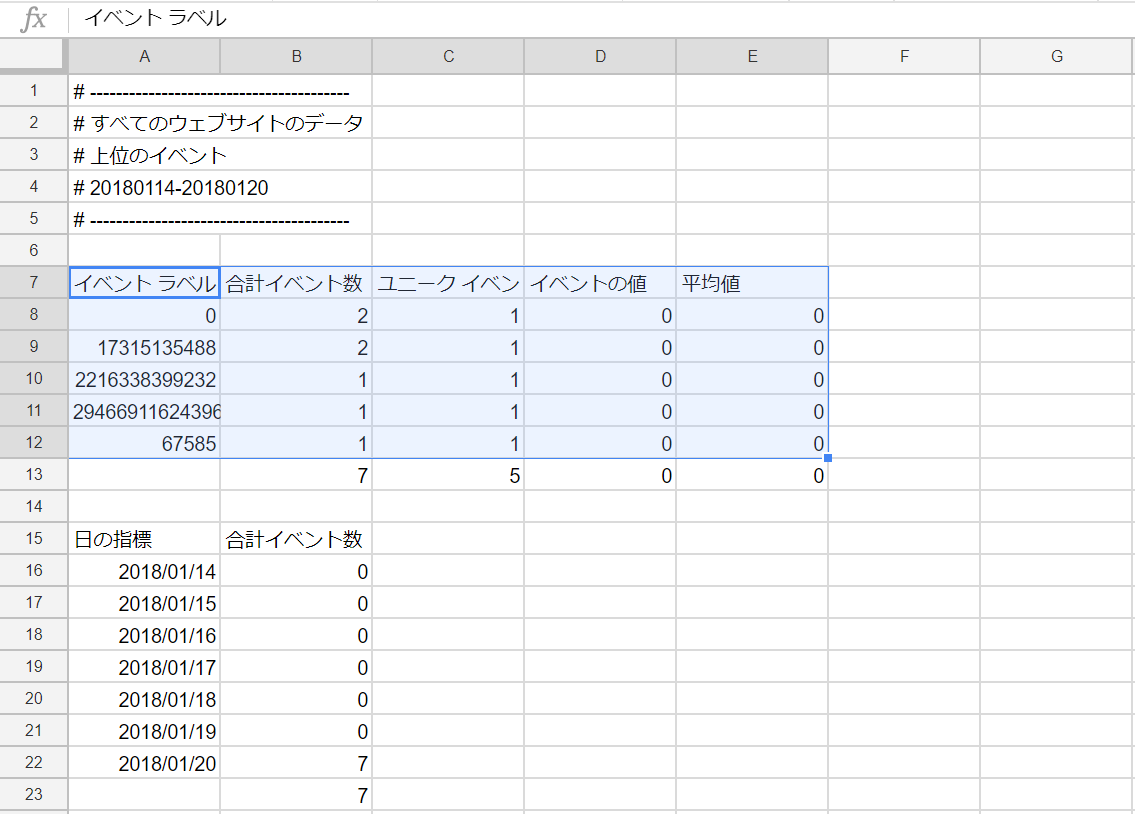 fx イベント ラベル
A B C D E F G
1 # ----------------------------------------
2 # すべてのウェブサイトのデータ
3 # 上位のイベント
4 # 20180114-20180120
5 # ----------------------------------------
6
7 イベント ラベル 合計イベント数 ユニーク イベン イベントの値 平均値
8 0 2 1 0 0
9 17315135488 2 1 0 0
10 2216338399232 1 1 0 0
11 29466911624396 1 1 0 0
12 67585 1 1 0 0
13 7 5 0 0
14
15 日の指標 合計イベント数
16 2018/01/14 0
17 2018/01/15 0
18 2018/01/16 0
19 2018/01/17 0
20 2018/01/18 0
21 2018/01/19 0
22 2018/01/20 7
23 7